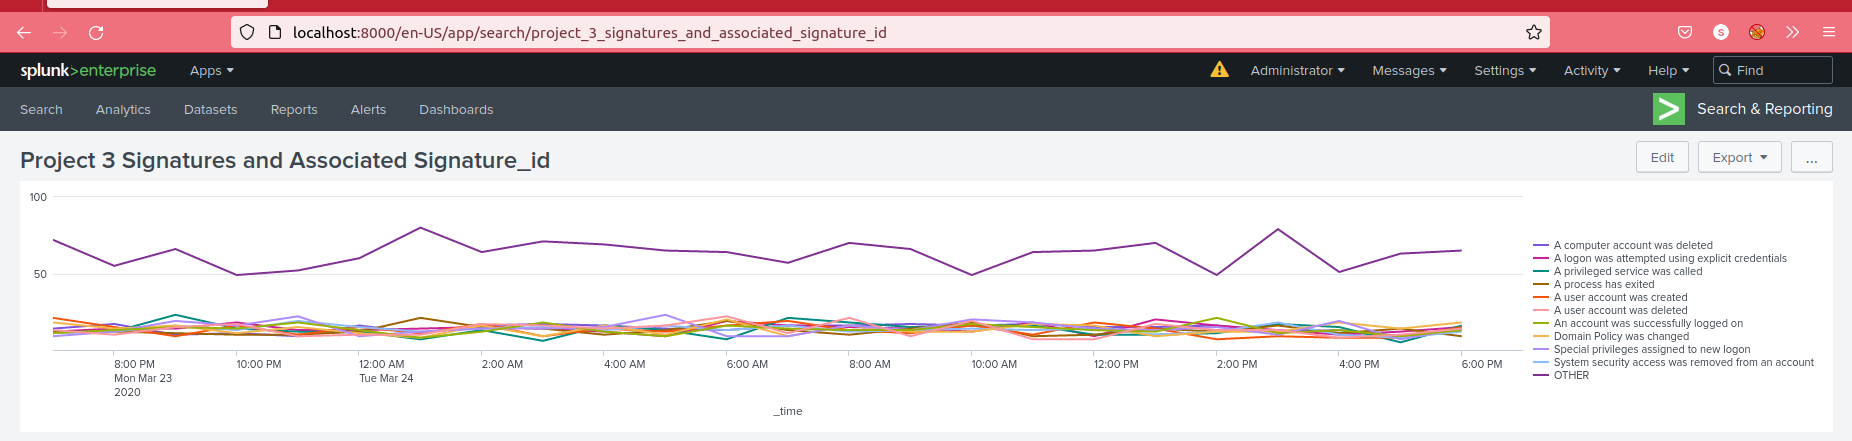 localhost:8000/en-US/app/search/project_3_signatures_and_associated_signature_id
S
splunk>enterprise Apps Administrator Messages Settings Activity Help Find
Search Analytics Datasets Reports Alerts Dashboards Search & Reporting
Project 3 Signatures and Associated Signature_id Edit Export ...
100
50
A computer account was deleted
A logon was attempted using explicit credentials
A privileged service was called
A process has exited
A user account was created
A user account was deleted
An account was successfully logged on
Domain Policy was changed
Special privileges assigned to new logon
System security access was removed from an account
OTHER
8:00 PM 10:00 PM 12:00 AM 2:00 AM 4:00 AM 6:00 AM 8:00 AM 10:00 AM 12:00 PM 2:00 PM 4:00 PM 6:00 PM
Mon Mar 23 Tue Mar 24
2020
_time